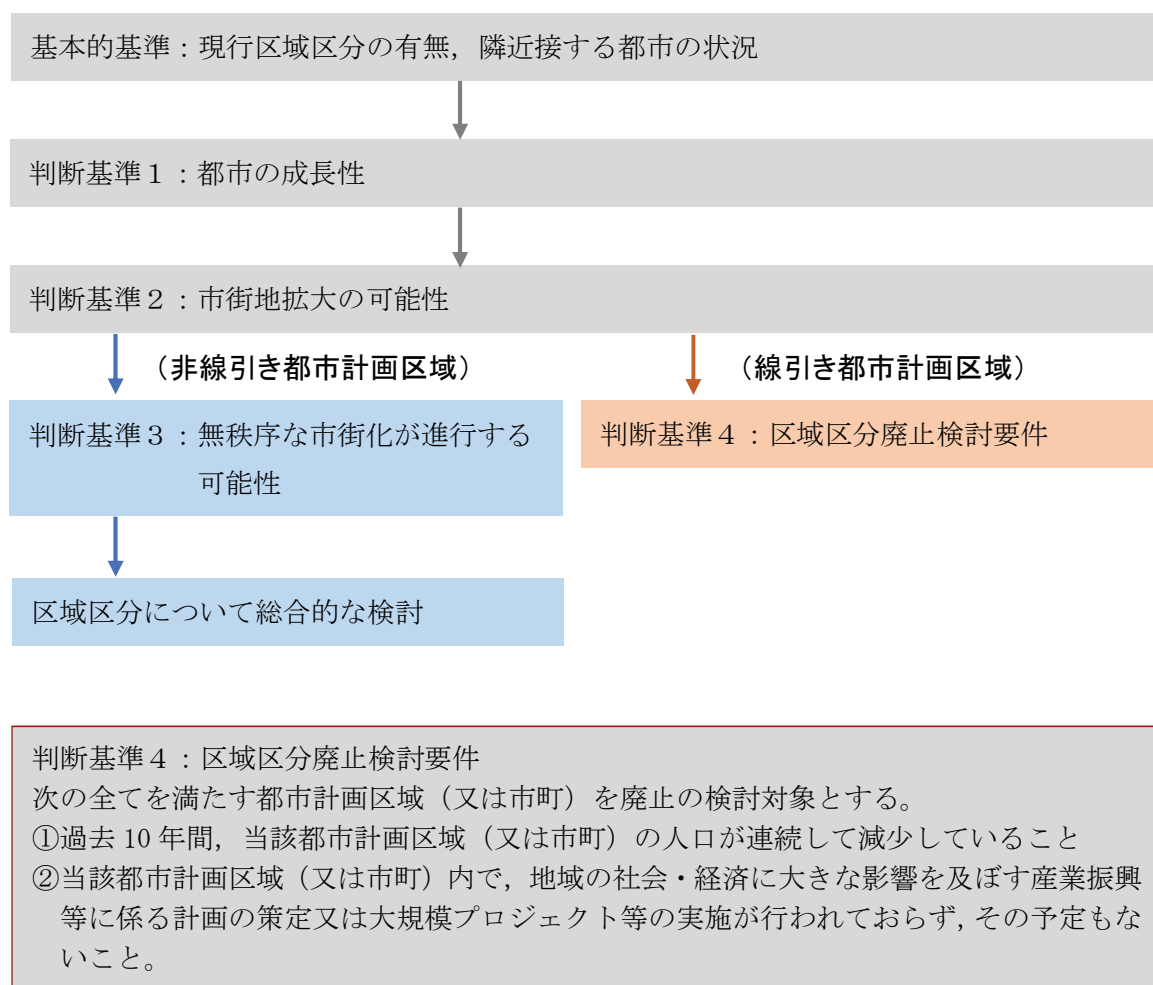 基本的基準：現行区域区分の有無，隣近接する都市の状況
判断基準１：都市の成長性
判断基準２：市街地拡大の可能性
（非線引き都市計画区域）
（線引き都市計画区域）
判断基準３：無秩序な市街化が進行する
可能性
判断基準４：区域区分廃止検討要件
区域区分について総合的な検討
判断基準４：区域区分廃止検討要件
次の全てを満たす都市計画区域（又は市町）を廃止の検討対象とする。
①過去 10 年間，当該都市計画区域（又は市町）の人口が連続して減少していること
②当該都市計画区域（又は市町）内で，地域の社会・経済に大きな影響を及ぼす産業振興
等に係る計画の策定又は大規模プロジェクト等の実施が行われておらず，その予定もな
いこと。